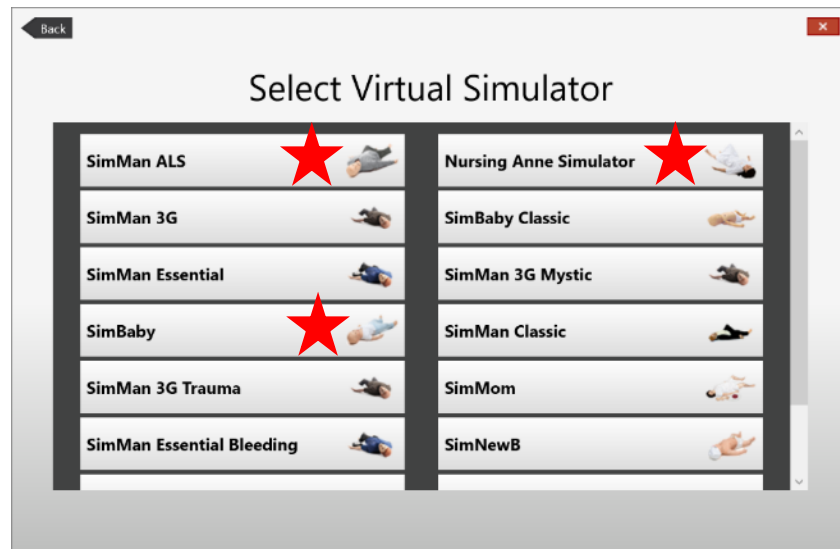 Back
Select Virtual Simulator
SimMan ALS
Nursing Anne Simulator
SimMan 3G
SimBaby Classic
SimMan Essential
SimMan 3G Mystic
SimBaby
SimMan Classic
SimMan 3G Trauma
SimMom
SimMan Essential Bleeding
SimNewB